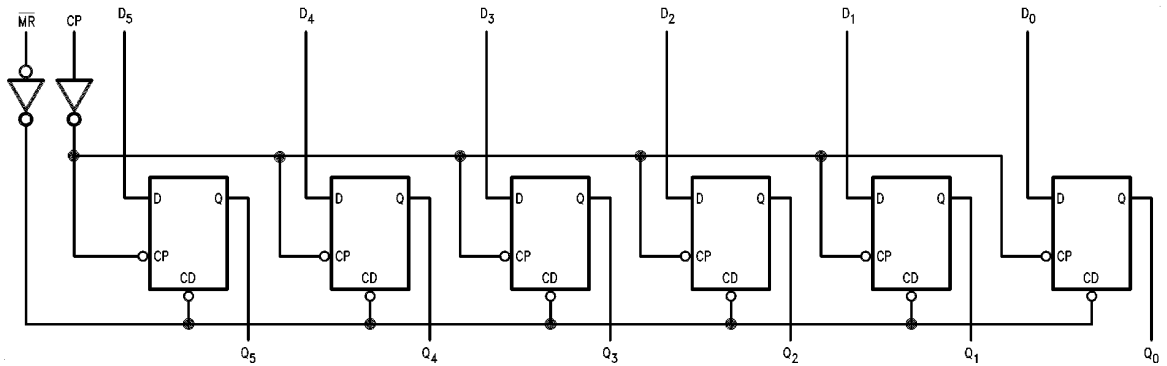 M̅R̅ CP D₅ D₄ D₃ D₂ D₁ D₀
D Q D Q D Q D Q D Q D Q
CP CP CP CP CP CP
CD CD CD CD CD CD
Q₅ Q₄ Q₃ Q₂ Q₁ Q₀